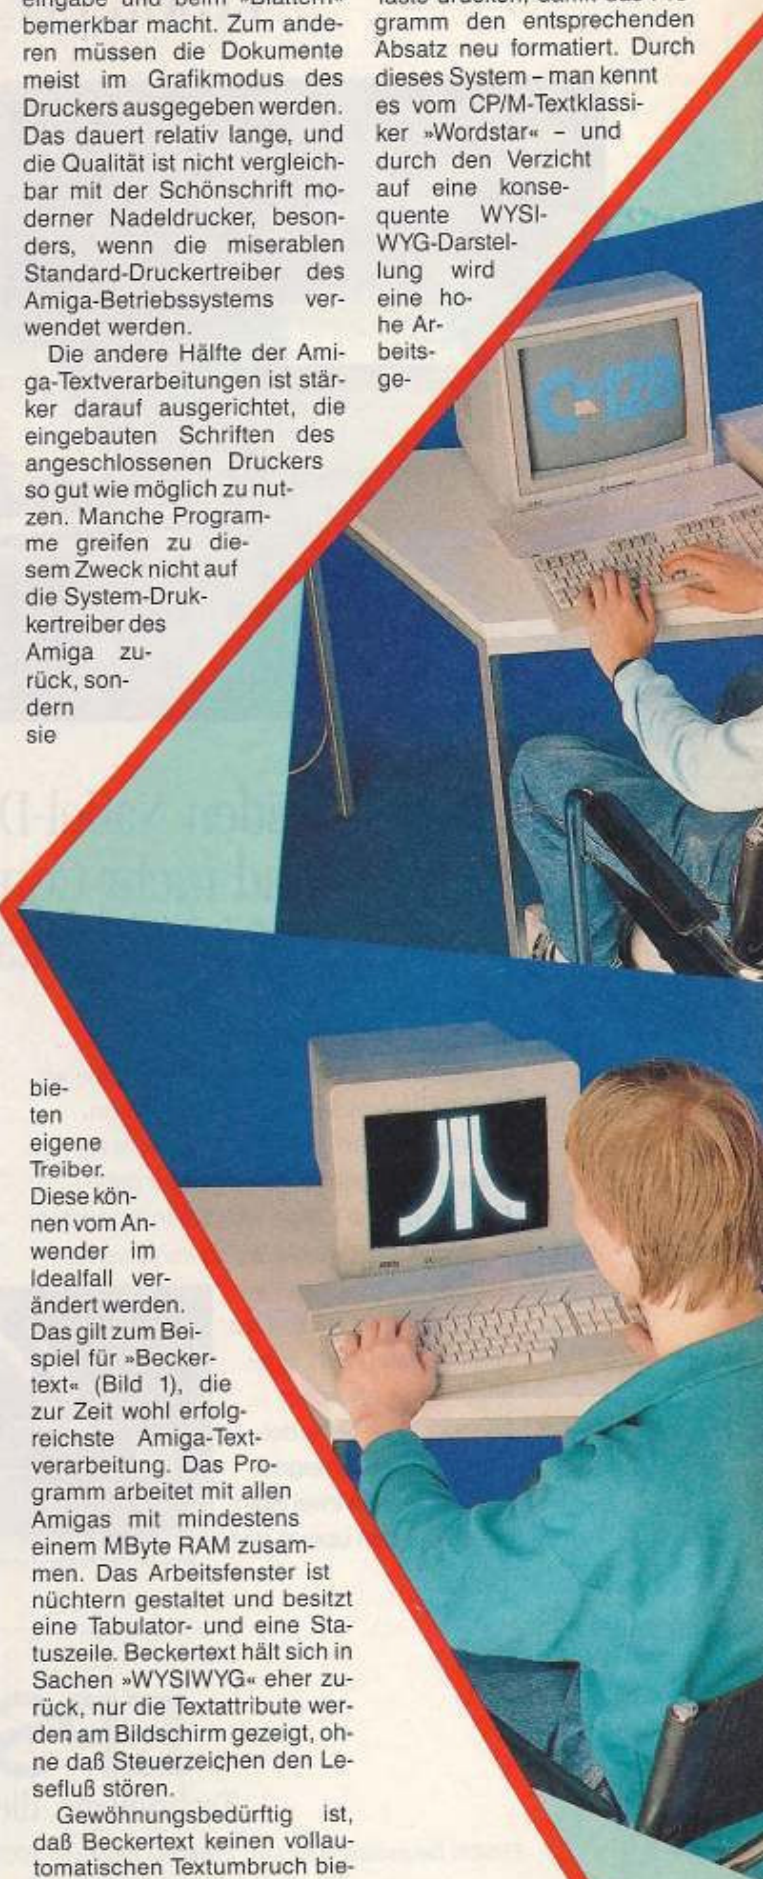 eingabe und beim »Blättern«
bemerkbar macht. Zum ande-
ren müssen die Dokumente
meist im Grafikmodus des
Druckers ausgegeben werden.
Das dauert relativ lange, und
die Qualität ist nicht vergleich-
bar mit der Schönschrift mo-
derner Nadeldrucker, beson-
ders, wenn die miserablen
Standard-Druckertreiber des
Amiga-Betriebssystems ver-
wendet werden.
Die andere Hälfte der Ami-
ga-Textverarbeitungen ist stär-
ker darauf ausgerichtet, die
eingebauten Schriften des
angeschlossenen Druckers
so gut wie möglich zu nut-
zen. Manche Program-
me greifen zu die-
sem Zweck nicht auf
die System-Druk-
kertreiber des
Amiga zu-
rück, son-
dern
sie
bie-
ten
eigene
Treiber.
Diese kön-
nen vom An-
wender im
Idealfall ver-
ändert werden.
Das gilt zum Bei-
spiel für »Becker-
text« (Bild 1), die
zur Zeit wohl erfolg-
reichste Amiga-Text-
verarbeitung. Das Pro-
gramm arbeitet mit allen
Amigas mit mindestens
einem MByte RAM zusam-
men. Das Arbeitsfenster ist
nüchtern gestaltet und besitzt
eine Tabulator- und eine Sta-
tuszeile. Beckertext hält sich in
Sachen »WYSIWYG« eher zu-
rück, nur die Textattribute wer-
den am Bildschirm gezeigt, oh-
ne daß Steuerzeichen den Le-
sefluß stören.
Gewöhnungsbedürftig ist,
daß Beckertext keinen vollau-
tomatischen Textumbruch bie-
gramm den entsprechenden
Absatz neu formatiert. Durch
dieses System – man kennt
es vom CP/M-Textklassi-
ker »Wordstar« – und
durch den Verzicht
auf eine konse-
quente WYSI-
WYG-Darstel-
lung wird
eine ho-
he Ar-
beits-
ge-
C-128